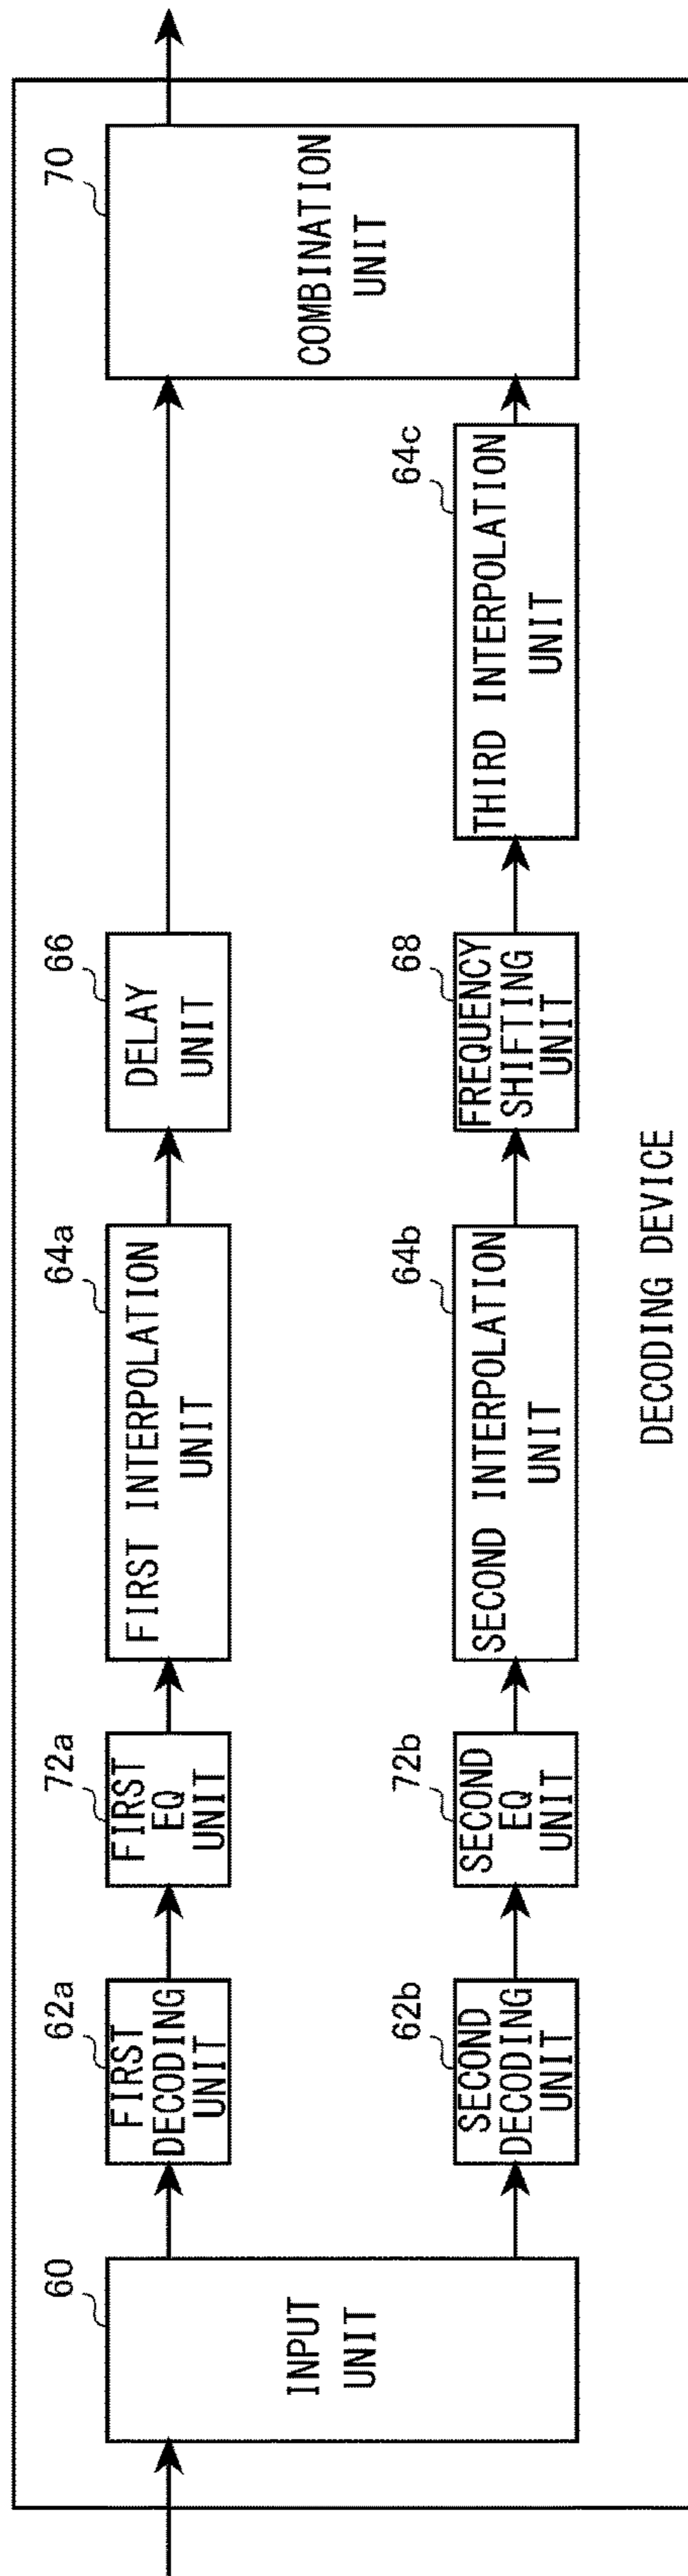 60
INPUT
UNIT
62a
FIRST
DECODING
UNIT
72a
FIRST
EQ
UNIT
64a
FIRST INTERPOLATION
UNIT
66
DELAY
UNIT
62b
SECOND
DECODING
UNIT
72b
SECOND
EQ
UNIT
64b
SECOND INTERPOLATION
UNIT
68
FREQUENCY
SHIFTING
UNIT
64c
THIRD INTERPOLATION
UNIT
70
COMBINATION
UNIT
DECODING DEVICE